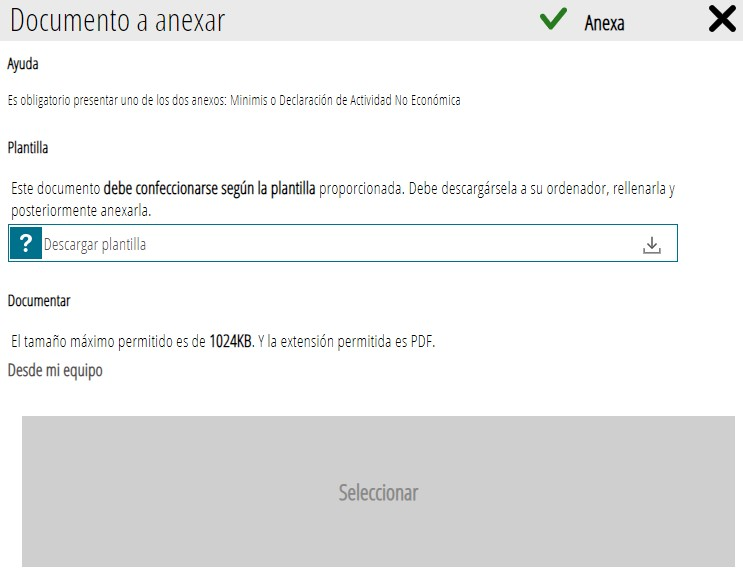 Documento a anexar
Anexa
Ayuda
Es obligatorio presentar uno de los dos anexos: Minimis o Declaración de Actividad No Económica
Plantilla
Este documento debe confeccionarse según la plantilla proporcionada. Debe descargársela a su ordenador, rellenarla y
posteriormente anexarla.
? Descargar plantilla
Documentar
El tamaño máximo permitido es de 1024KB. Y la extensión permitida es PDF.
Desde mi equipo
Seleccionar